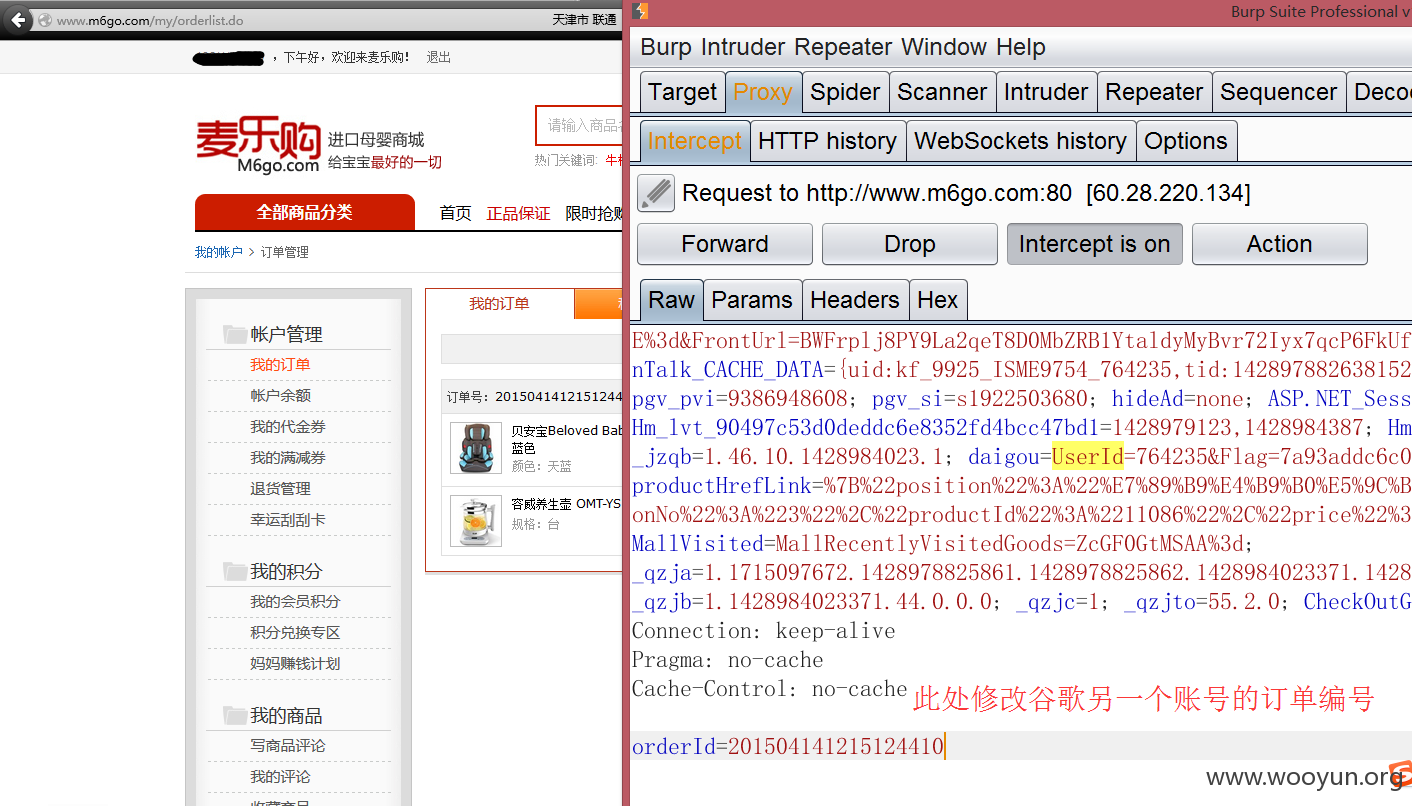 www.m6go.com/my/orderlist.do
天津市 联通
，下午好，欢迎来麦乐购！ 退出
麦乐购
M6go.com
进口母婴商城
给宝宝最好的一切
请输入商品名
热门关键词:
全部商品分类
首页 正品保证 限时抢购
我的帐户 > 订单管理
帐户管理
我的订单
帐户余额
我的代金券
我的满减券
退货管理
幸运刮刮卡
我的积分
我的会员积分
积分兑换专区
妈妈赚钱计划
我的商品
写商品评论
我的评论
收藏商品
我的订单
订单号: 2015041412151244
贝安宝Beloved Bab
蓝色
颜色：天蓝
容威养生壶 OMT-YS
规格：台
Burp Suite Professional v
Burp Intruder Repeater Window Help
Target Proxy Spider Scanner Intruder Repeater Sequencer Deco
Intercept HTTP history WebSockets history Options
Request to http://www.m6go.com:80 [60.28.220.134]
Forward Drop Intercept is on Action
Raw Params Headers Hex
E%3d&FrontUrl=BWFrplj8PY9La2qeT8DOMbZRB1YtaldyMyBvr72Iyx7qcP6FkUf
nTalk_CACHE_DATA={uid:kf_9925_ISME9754_764235,tid:142897882638152
pgv_pvi=9386948608; pgv_si=s1922503680; hideAd=none; ASP.NET_Sess
Hm_lvt_90497c53d0deddc6e8352fd4bcc47bd1=1428979123,1428984387; Hm
_jzqb=1.46.10.1428984023.1; daigou=UserId=764235&Flag=7a93addc6c0
productHrefLink=%7B%22position%22%3A%22%E7%89%B9%E4%B9%B0%E5%9C%B
onNo%22%3A%223%22%2C%22productId%22%3A%2211086%22%2C%22price%22%3
MallVisited=MallRecentlyVisitedGoods=ZcGFOGtMSAA%3d;
_qzja=1.1715097672.1428978825861.1428978825862.1428984023371.1428
_qzjb=1.1428984023371.44.0.0.0; _qzjc=1; _qzjto=55.2.0; CheckOutG
Connection: keep-alive
Pragma: no-cache
Cache-Control: no-cache
此处修改谷歌另一个账号的订单编号
orderId=201504141215124410
www.wooyun.org